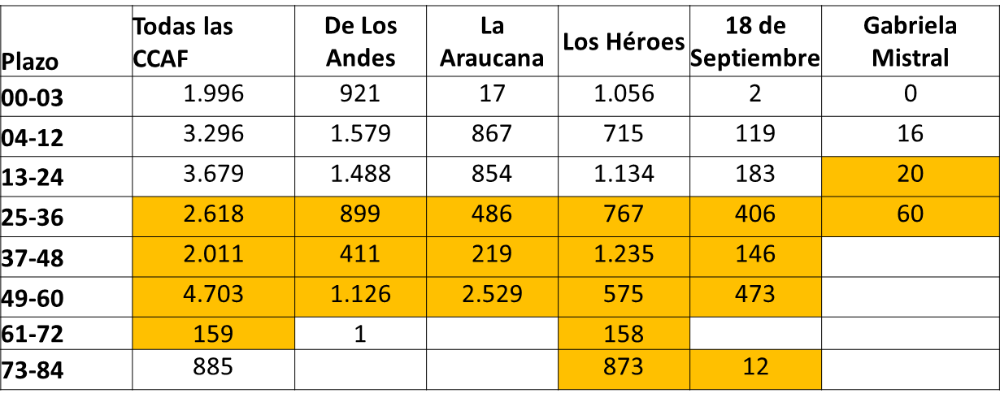 Plazo Todas las CCAF De Los Andes La Araucana Los Héroes 18 de Septiembre Gabriela Mistral
00-03 1.996 921 17 1.056 2 0
04-12 3.296 1.579 867 715 119 16
13-24 3.679 1.488 854 1.134 183 20
25-36 2.618 899 486 767 406 60
37-48 2.011 411 219 1.235 146
49-60 4.703 1.126 2.529 575 473
61-72 159 1 158
73-84 885 873 12